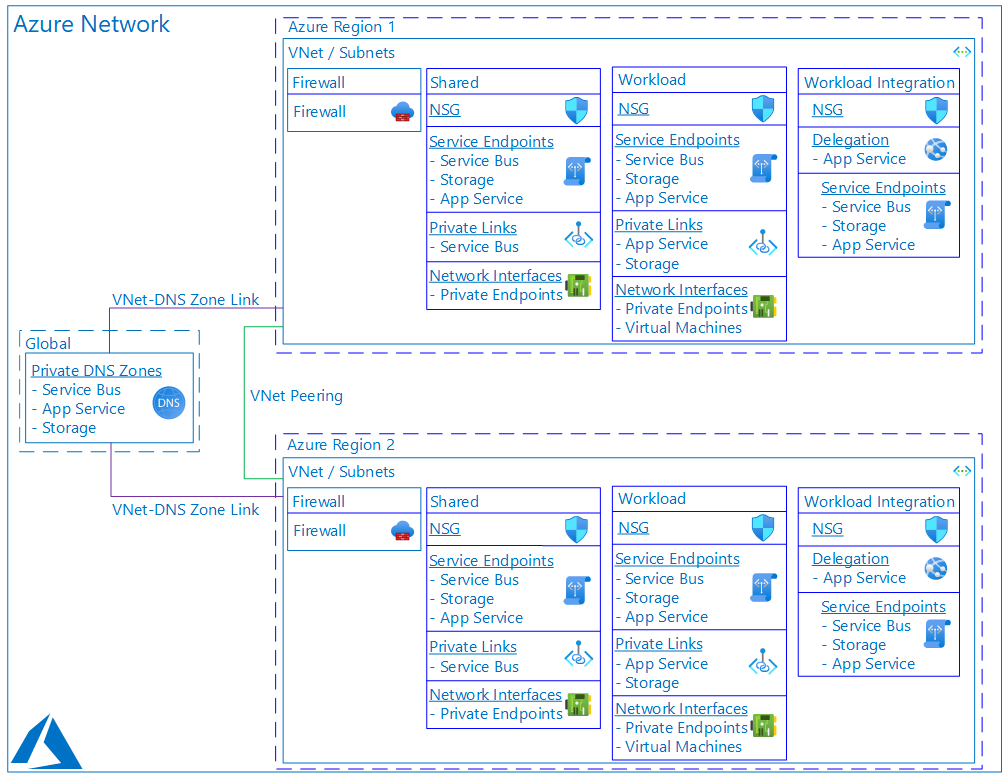 Azure Network
Azure Region 1
VNet / Subnets
Firewall
Firewall
Shared
NSG
Service Endpoints
- Service Bus
- Storage
- App Service
Private Links
- Service Bus
Network Interfaces
- Private Endpoints
Workload
NSG
Service Endpoints
- Service Bus
- Storage
- App Service
Private Links
- App Service
- Storage
Network Interfaces
- Private Endpoints
- Virtual Machines
Workload Integration
NSG
Delegation
- App Service
Service Endpoints
- Service Bus
- Storage
- App Service
VNet-DNS Zone Link
Global
Private DNS Zones
- Service Bus
- App Service
- Storage
DNS
VNet Peering
VNet-DNS Zone Link
Azure Region 2
VNet / Subnets
Firewall
Firewall
Shared
NSG
Service Endpoints
- Service Bus
- Storage
- App Service
Private Links
- Service Bus
Network Interfaces
- Private Endpoints
Workload
NSG
Service Endpoints
- Service Bus
- Storage
- App Service
Private Links
- App Service
- Storage
Network Interfaces
- Private Endpoints
- Virtual Machines
Workload Integration
NSG
Delegation
- App Service
Service Endpoints
- Service Bus
- Storage
- App Service